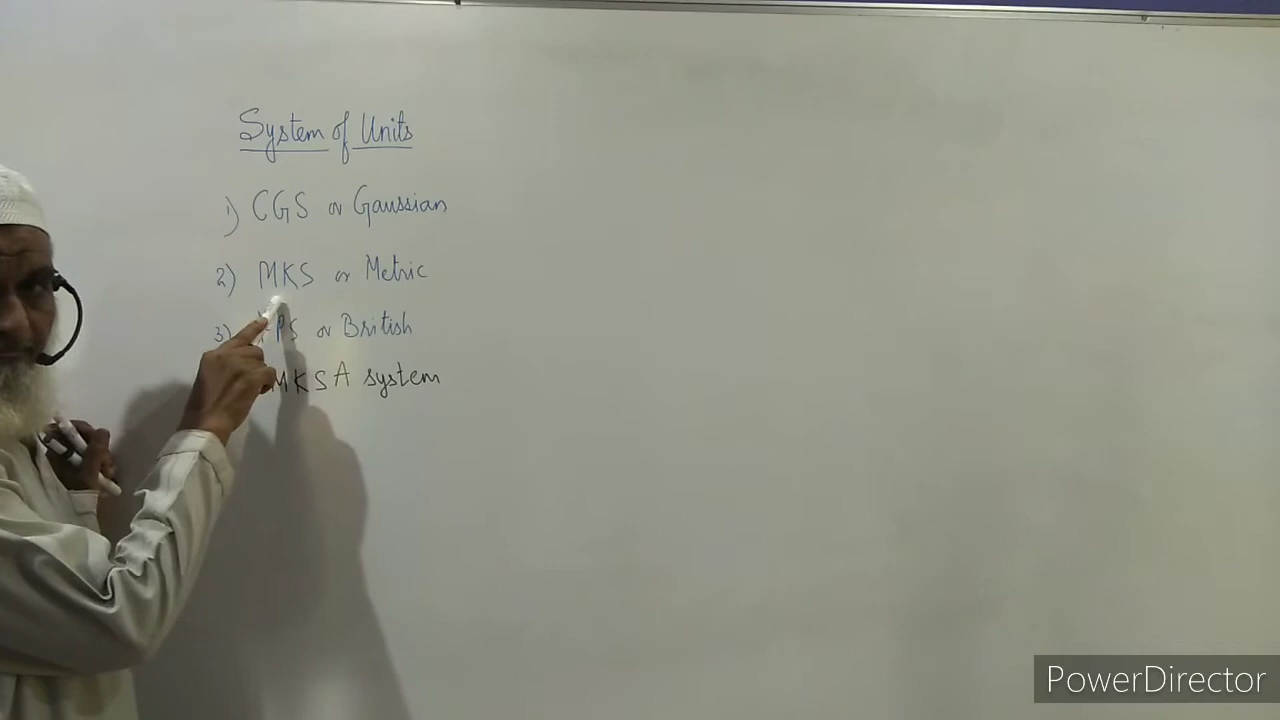 System of Units
1) CGS or Gaussian
2) MKS or Metric
3) FPS or British
MKSA system
PowerDirector